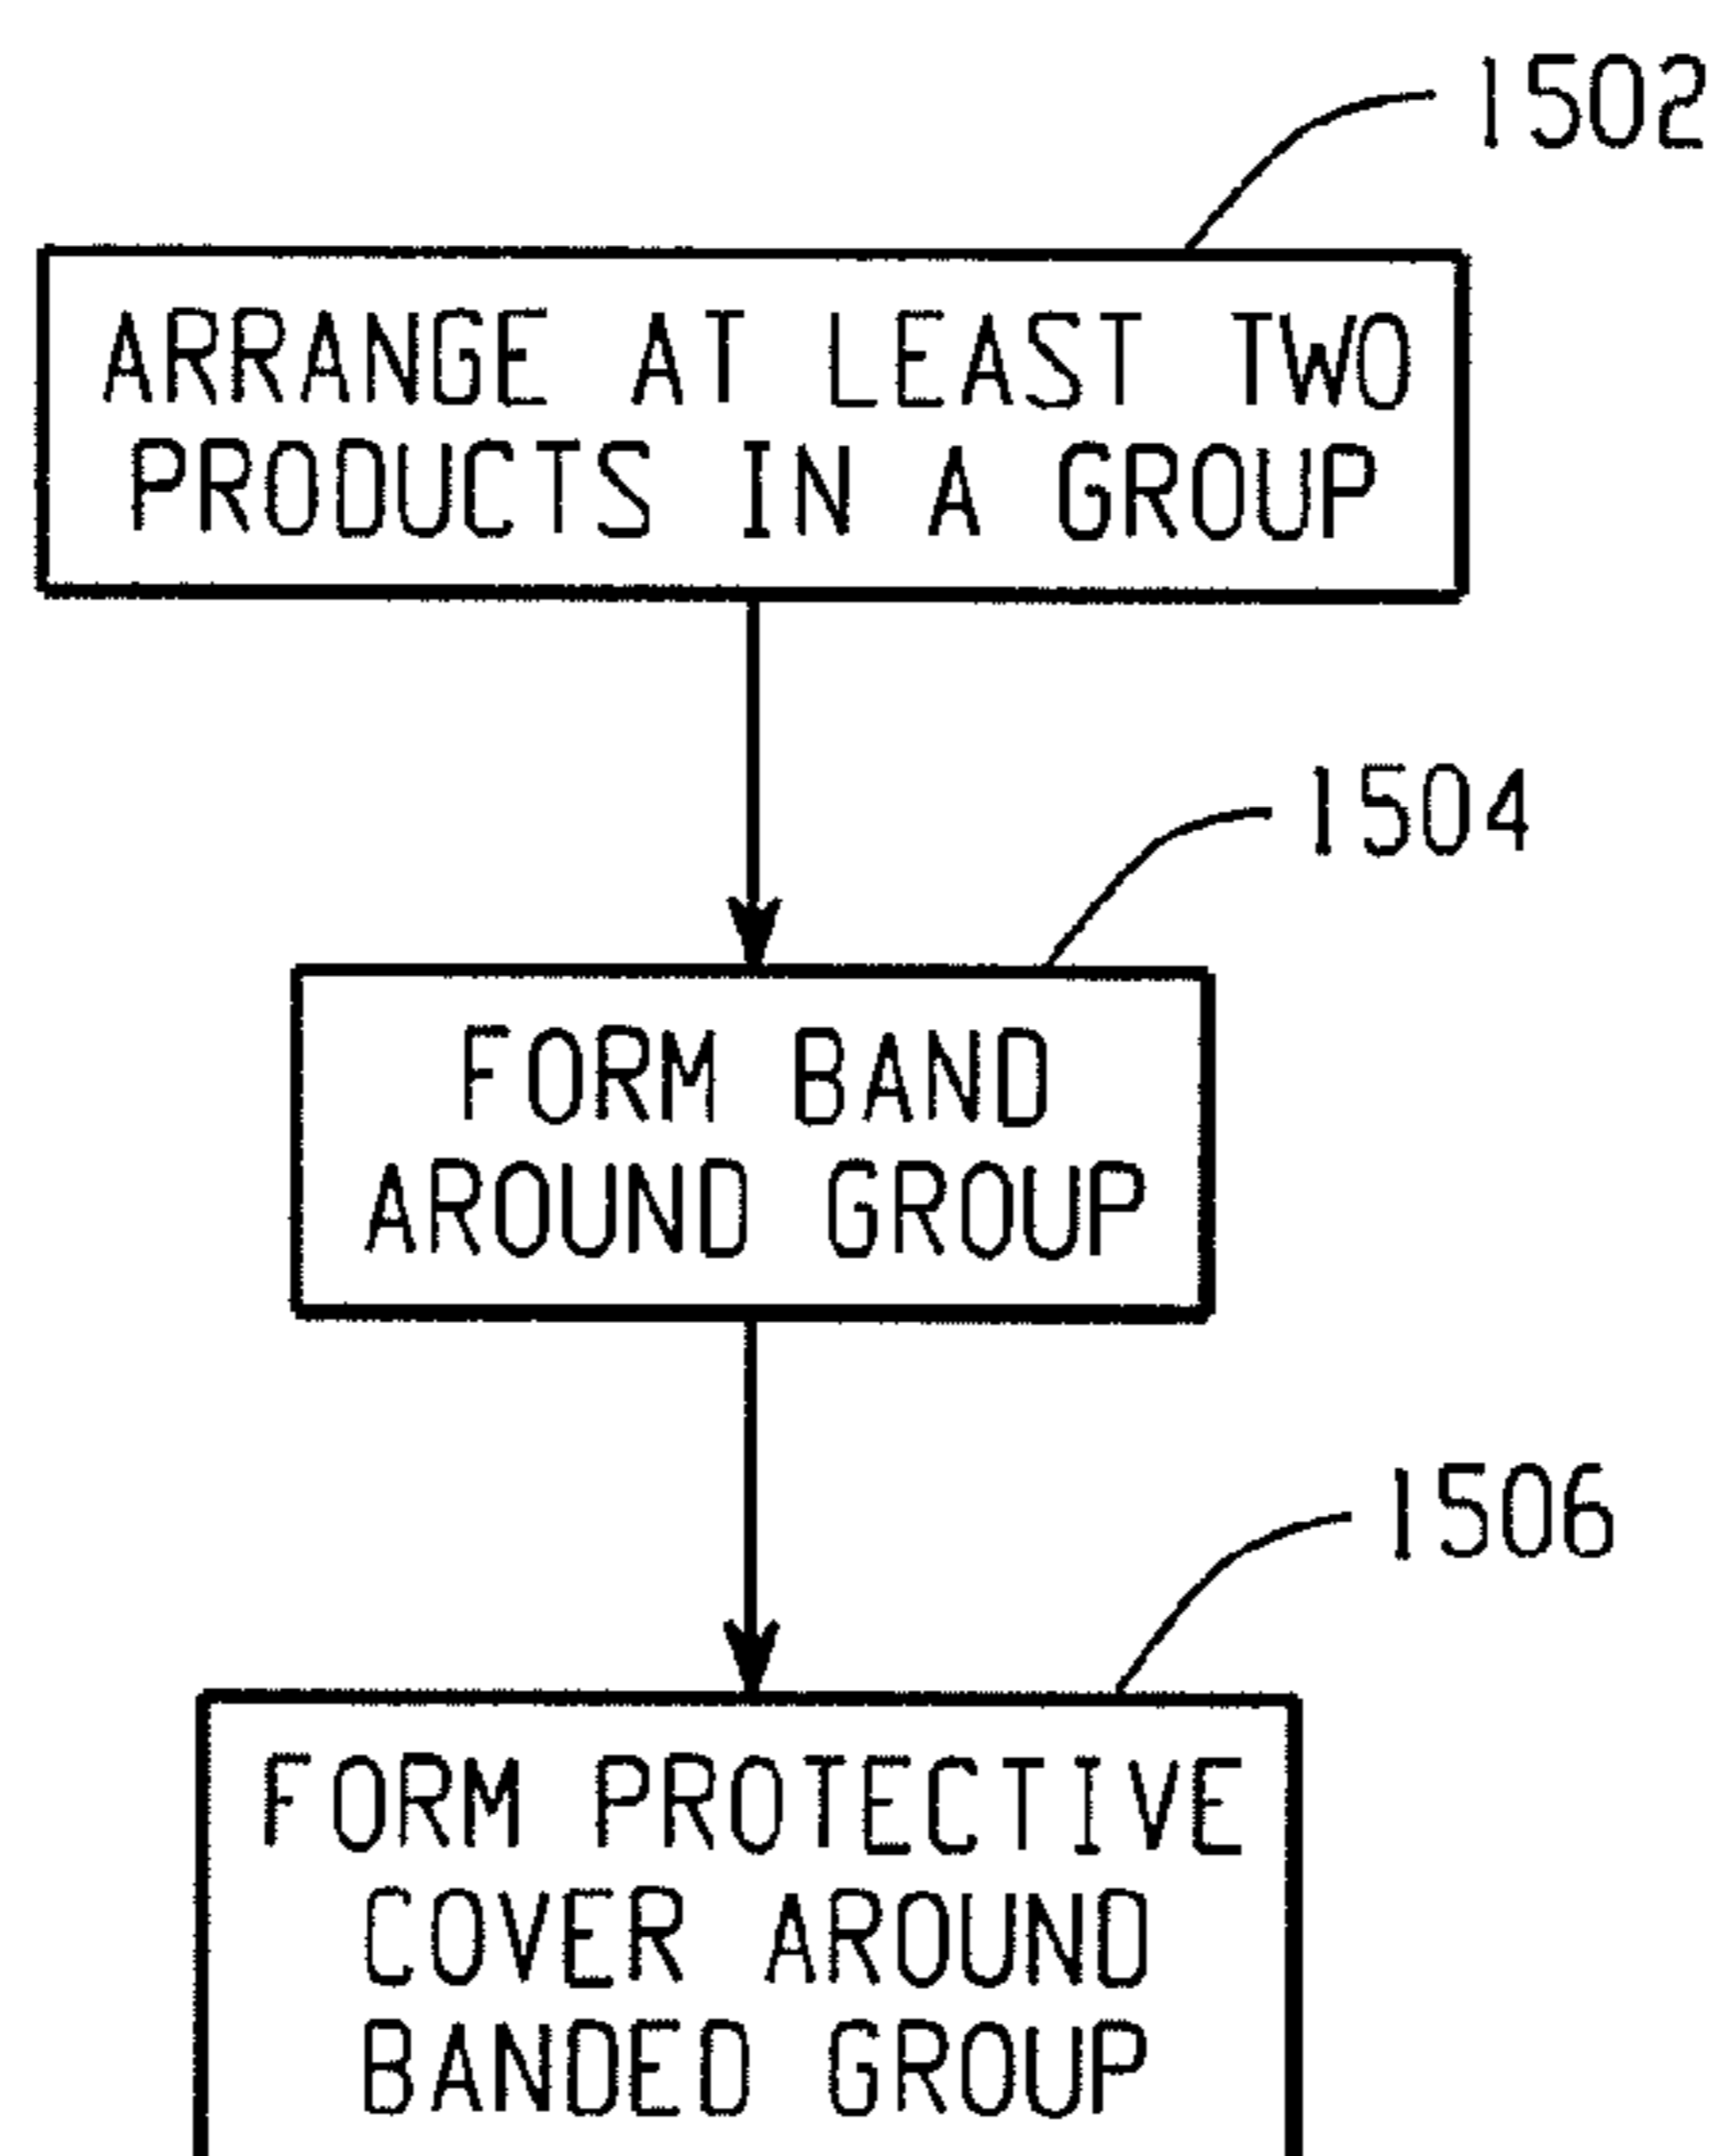 1502
ARRANGE AT LEAST TWO
PRODUCTS IN A GROUP
1504
FORM BAND
AROUND GROUP
1506
FORM PROTECTIVE
COVER AROUND
BANDED GROUP